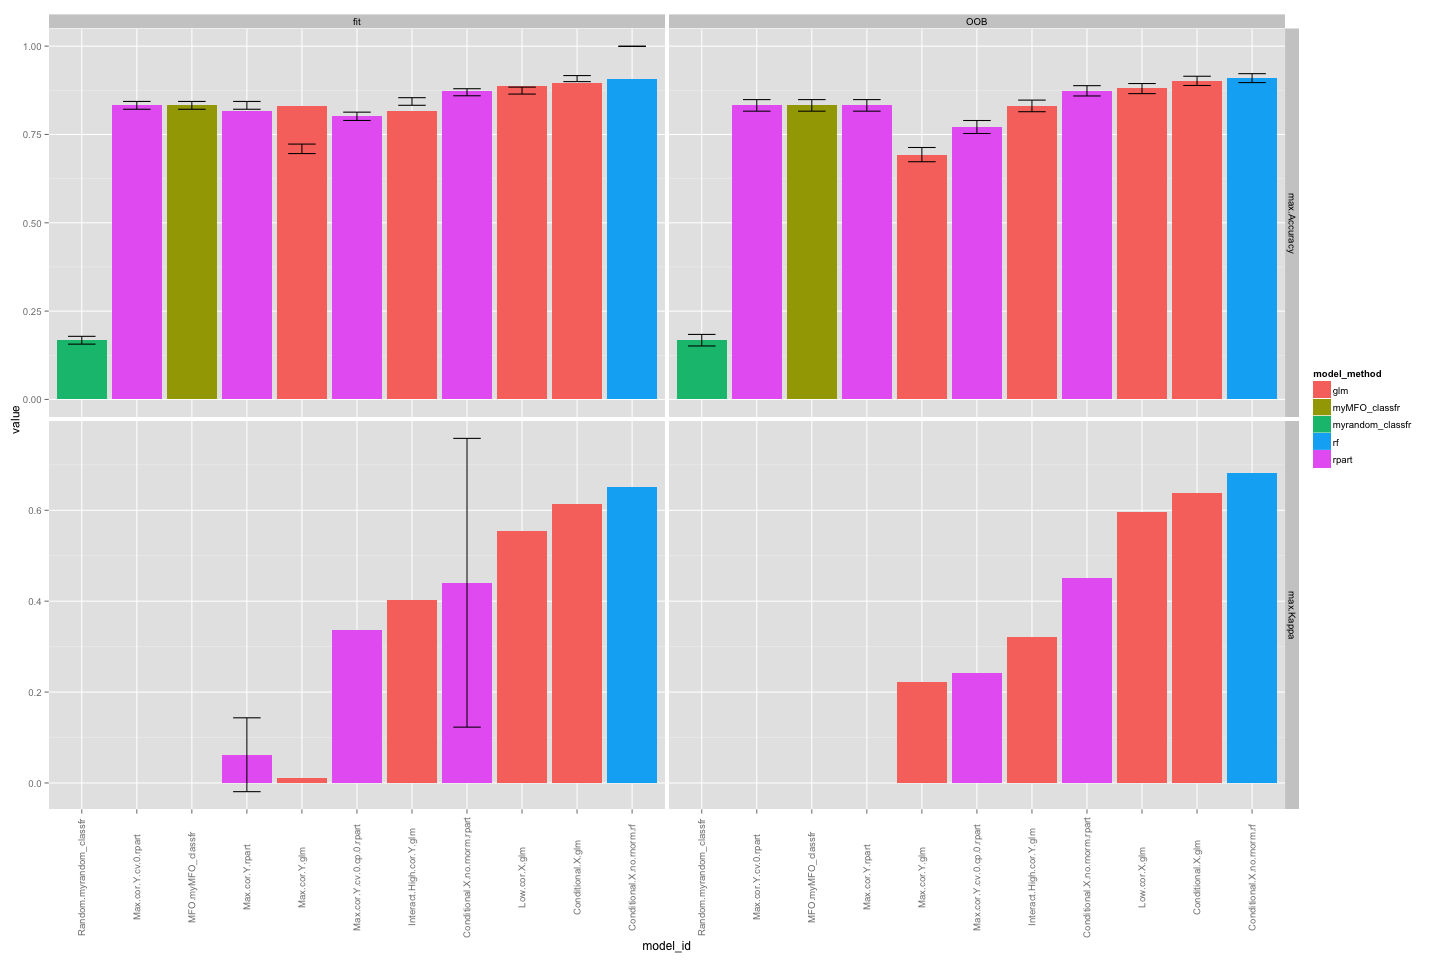 fit
OOB
1.00
0.75
0.50
0.25
0.00
max.Accuracy
value
0.6
0.4
0.2
0.0
max.Kappa
Random.myrandom_classfr
Max.cor.Y.cv.0.rpart
MFO.myMFO_classfr
Max.cor.Y.rpart
Max.cor.Y.glm
Max.cor.Y.cv.0.cp.0.rpart
Interact.High.cor.Y.glm
Conditional.X.no.rnorm.rpart
Low.cor.X.glm
Conditional.X.glm
Conditional.X.no.rnorm.rf
Random.myrandom_classfr
Max.cor.Y.cv.0.rpart
MFO.myMFO_classfr
Max.cor.Y.rpart
Max.cor.Y.glm
Max.cor.Y.cv.0.cp.0.rpart
Interact.High.cor.Y.glm
Conditional.X.no.rnorm.rpart
Low.cor.X.glm
Conditional.X.glm
Conditional.X.no.rnorm.rf
model_id
model_method
glm
myMFO_classfr
myrandom_classfr
rf
rpart